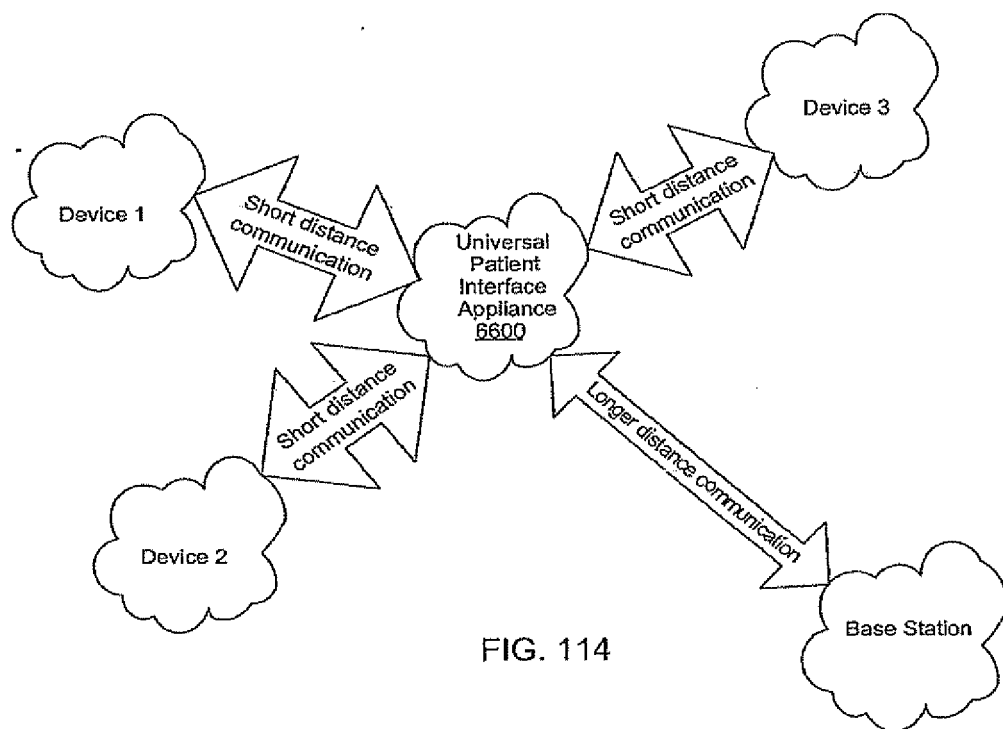 Device 3
Short distance
communication
Device 1
Short distance
communication
Universal
Patient
Interface
Appliance
6600
Short distance
communication
Longer distance communication
Device 2
Base Station
FIG. 114